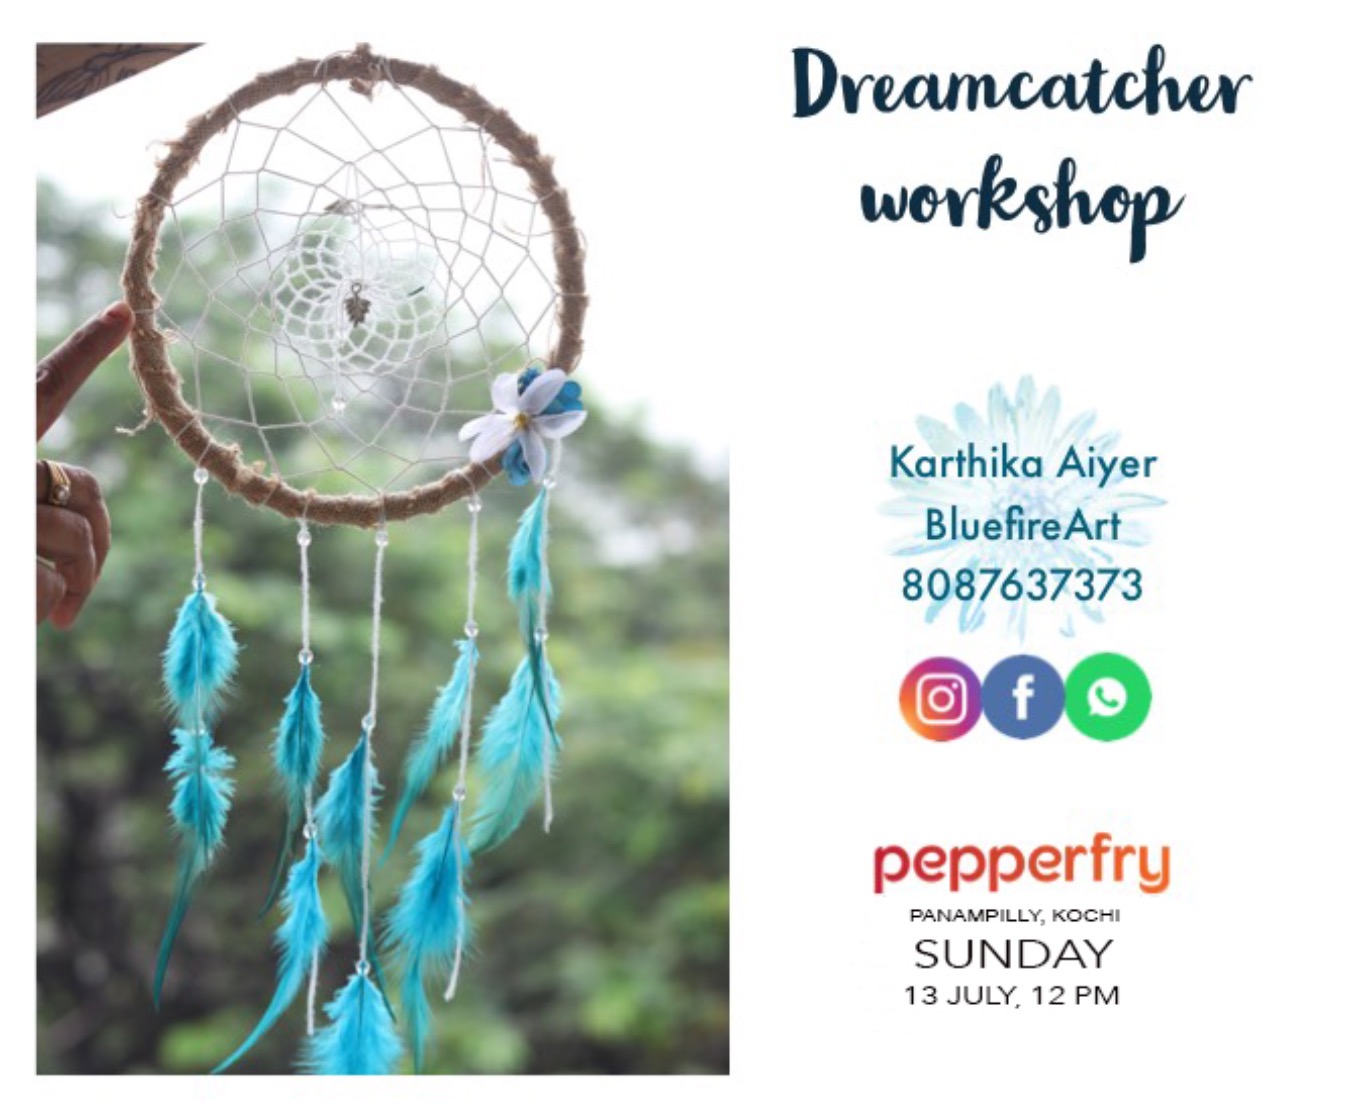 Dreamcatcher
workshop
Karthika Aiyer
BluefireArt
8087637373
pepperfry
PANAMPILLY, KOCHI
SUNDAY
13 JULY, 12 PM